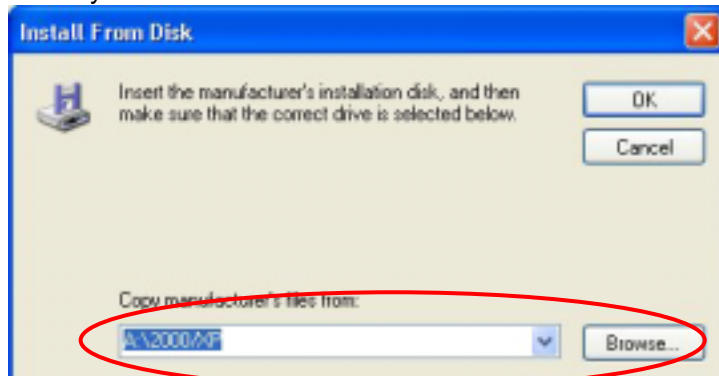 Install From Disk
Insert the manufacturer's installation disk, and then
make sure that the correct drive is selected below.
OK
Cancel
Copy manufacturer's files from:
A:\2000/XP
Browse...